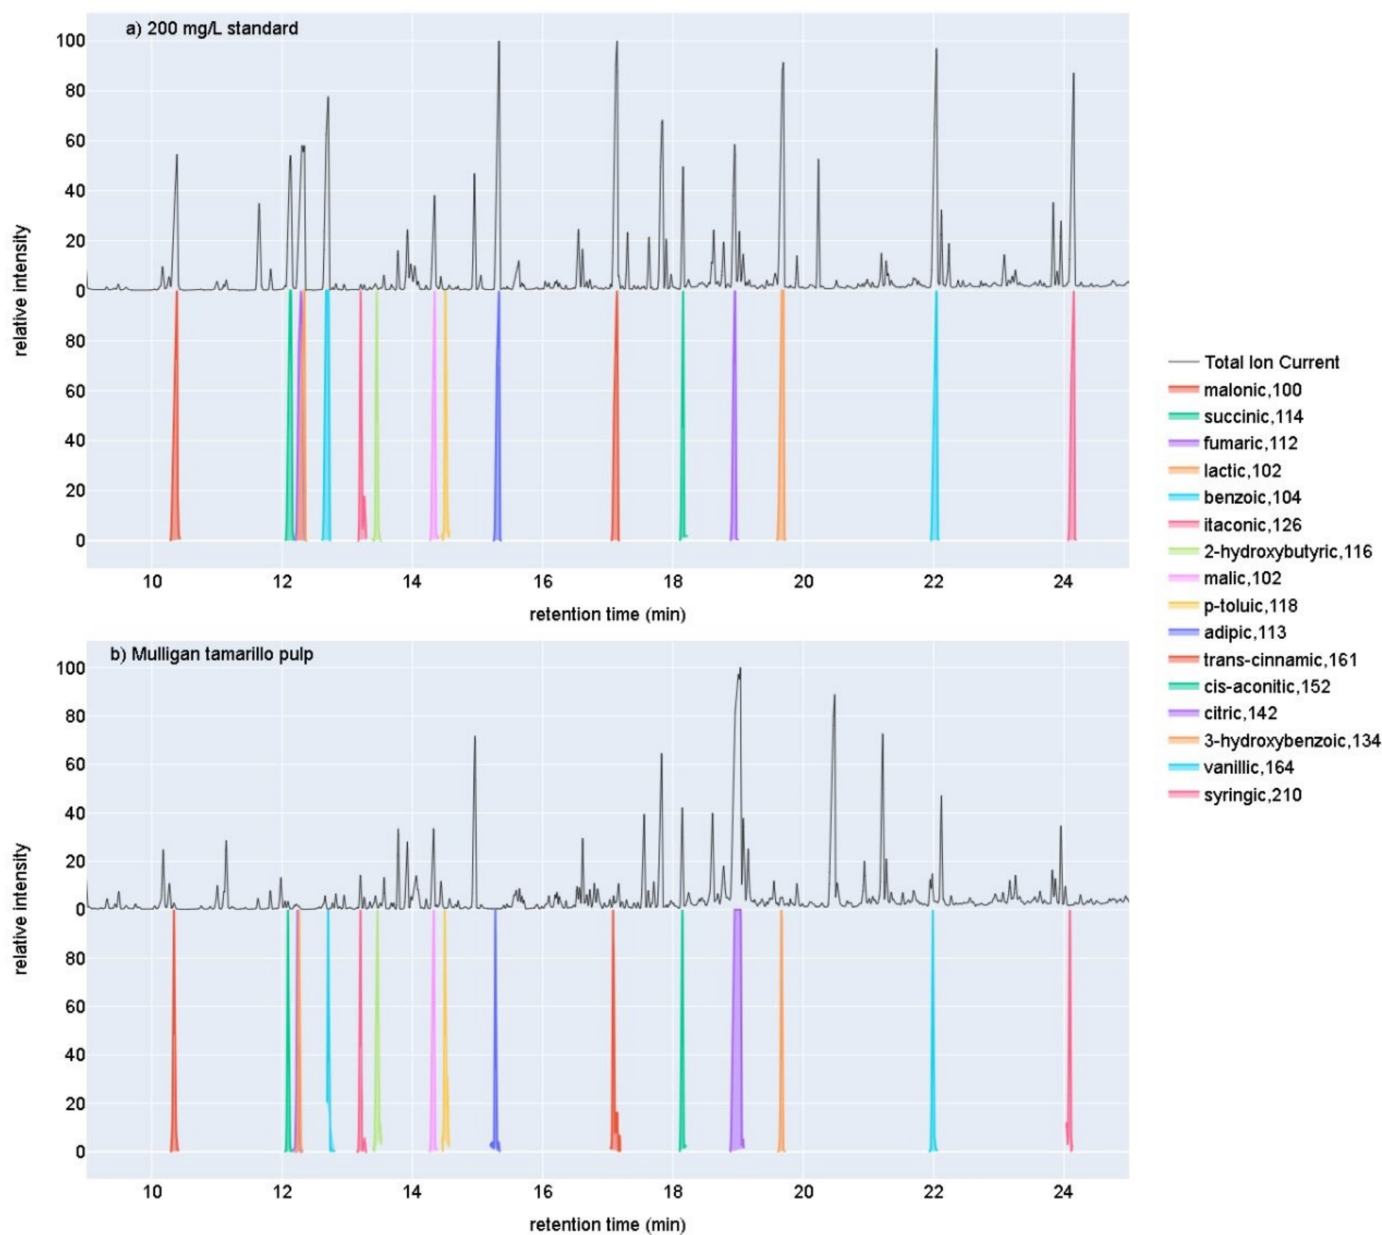 a) 200 mg/L standard
100
80
60
40
20
0
80
60
40
20
0
relative intensity
relative intensity
10 12 14 16 18 20 22 24
retention time (min)
b) Mulligan tamarillo pulp
100
80
60
40
20
0
80
60
40
20
0
relative intensity
relative intensity
10 12 14 16 18 20 22 24
retention time (min)
Total Ion Current
malonic,100
succinic,114
fumaric,112
lactic,102
benzoic,104
itaconic,126
2-hydroxybutyric,116
malic,102
p-toluic,118
adipic,113
trans-cinnamic,161
cis-aconitic,152
citric,142
3-hydroxybenzoic,134
vanillic,164
syringic,210